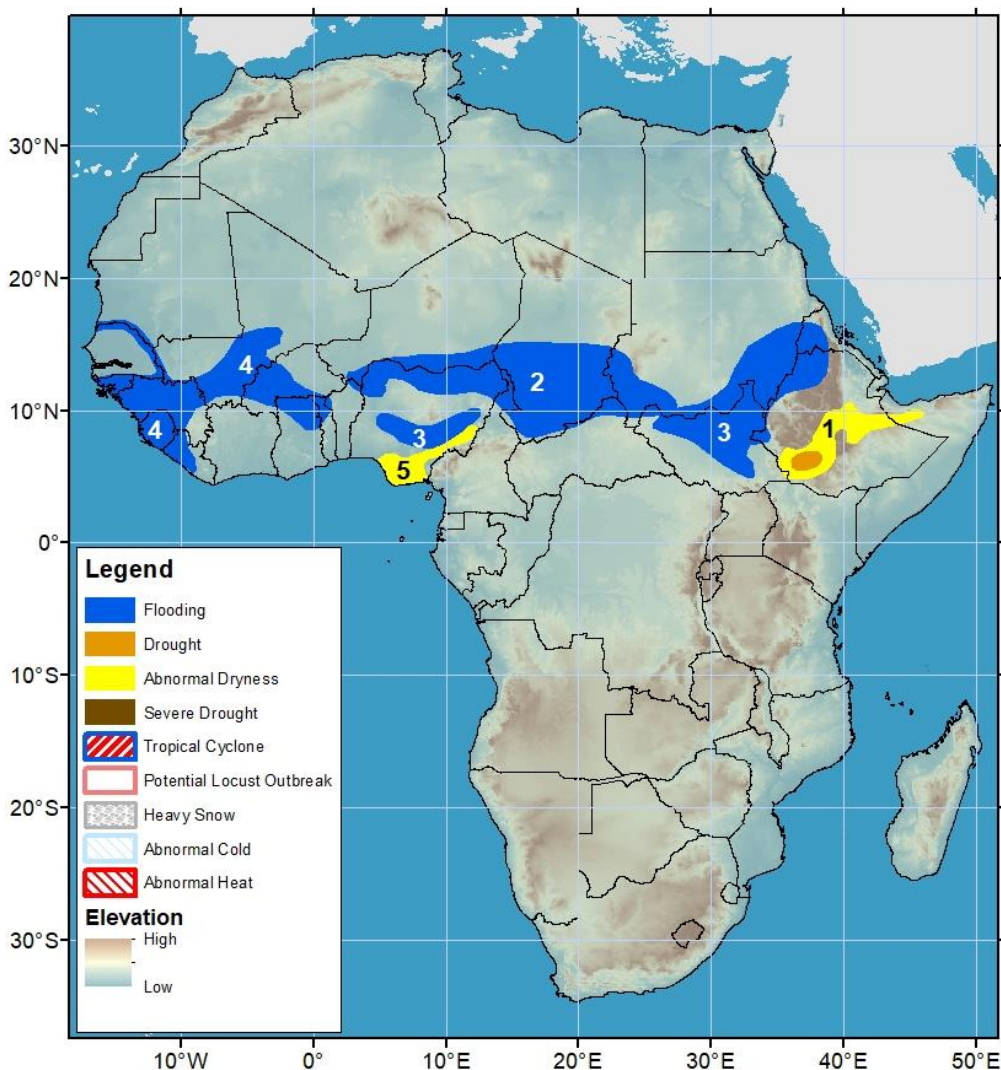 30°N
20°N
10°N
0°
10°S
20°S
30°S
4
4
2
3
3
5
1
Legend
Flooding
Drought
Abnormal Dryness
Severe Drought
Tropical Cyclone
Potential Locust Outbreak
Heavy Snow
Abnormal Cold
Abnormal Heat
Elevation
High
Low
10°W
0°
10°E
20°E
30°E
40°E
50°E